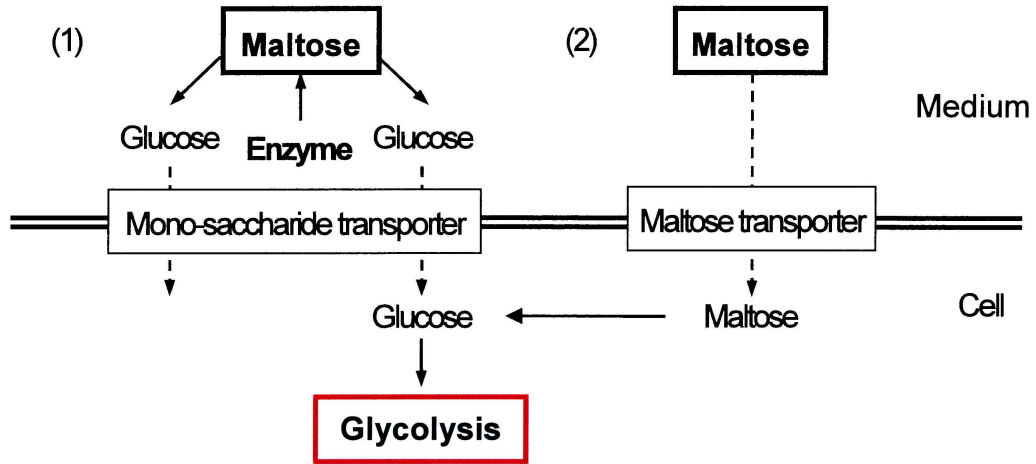 (1)
Maltose
(2)
Maltose
Medium
Glucose
Enzyme
Glucose
Mono-saccharide transporter
Maltose transporter
Glucose
Maltose
Cell
Glycolysis